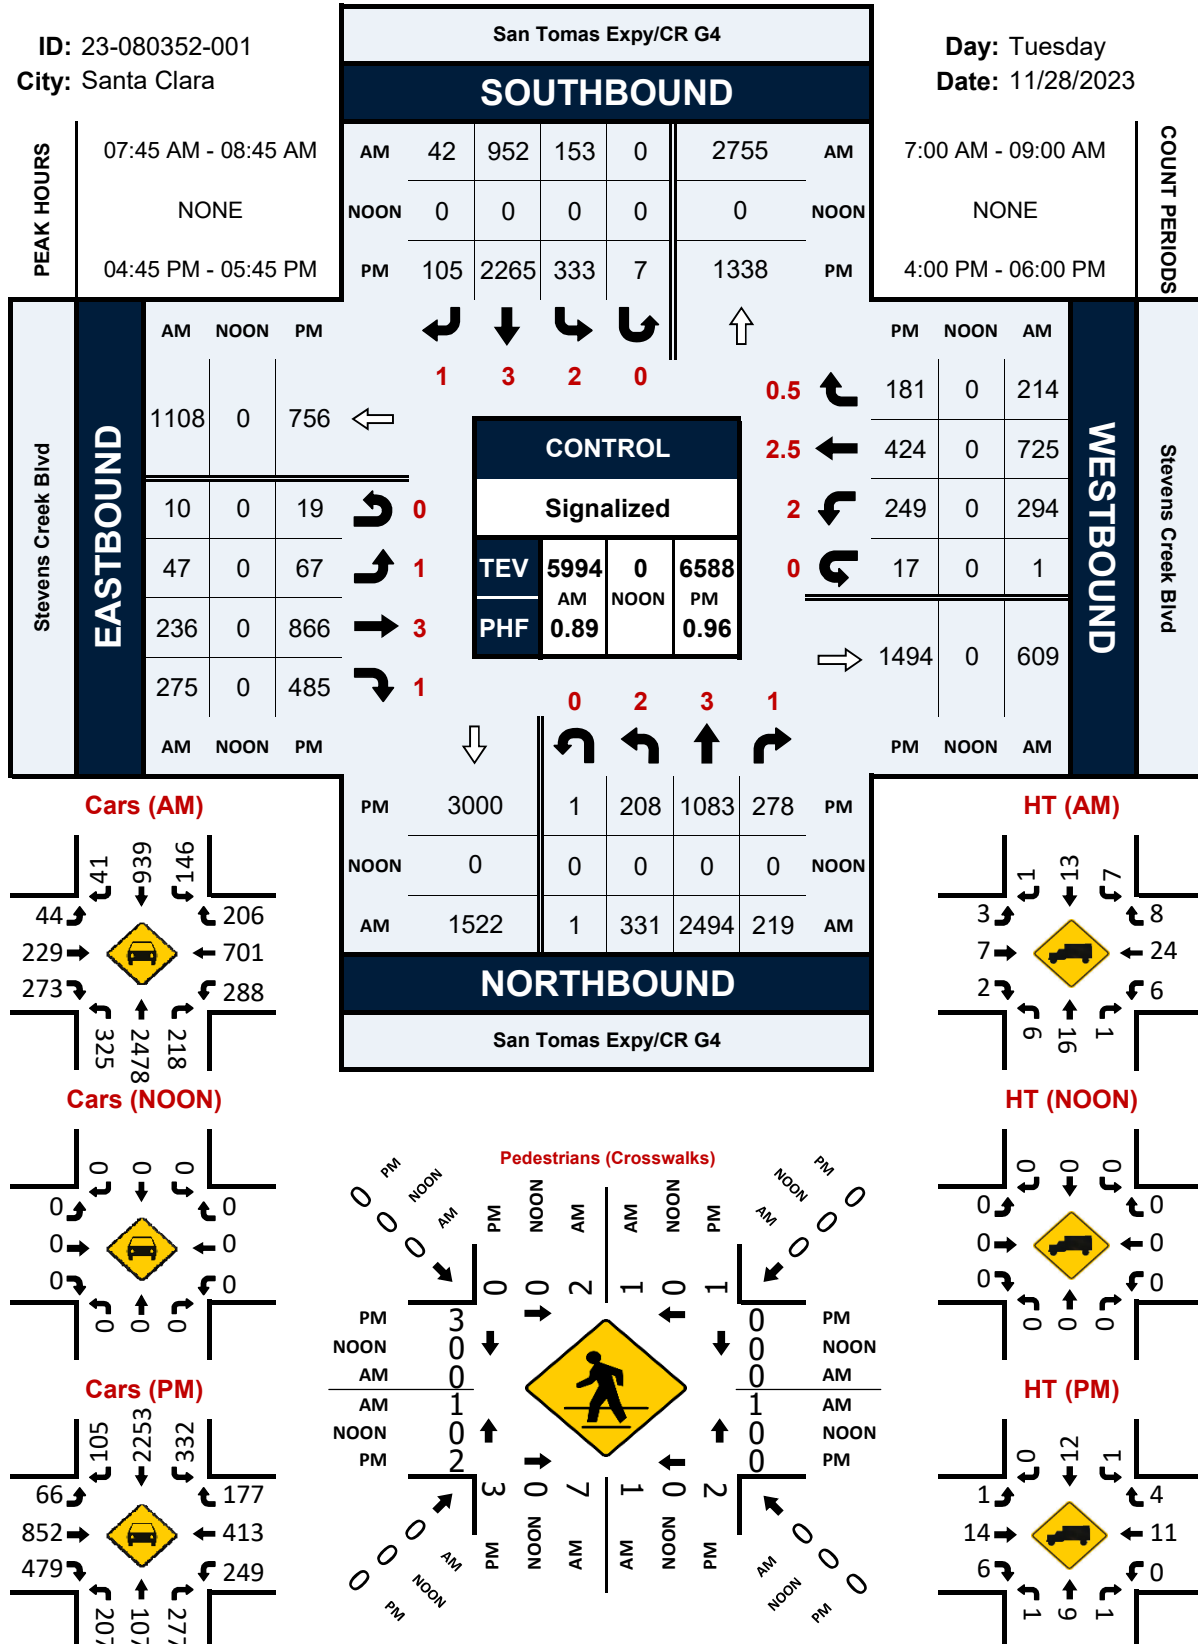 ID: 23-080352-001
City: Santa Clara
San Tomas Expy/CR G4
Day: Tuesday
Date: 11/28/2023
SOUTHBOUND
PEAK HOURS
07:45 AM - 08:45 AM
NONE
04:45 PM - 05:45 PM
AM 42 952 153 0 2755 AM
NOON 0 0 0 0 0 NOON
PM 105 2265 333 7 1338 PM
7:00 AM - 09:00 AM
NONE
4:00 PM - 06:00 PM
COUNT PERIODS
1 3 2 0
Stevens Creek Blvd
EASTBOUND
AM NOON PM
1108 0 756
10 0 19 0
47 0 67 1
236 0 866 3
275 0 485 1
AM NOON PM
CONTROL
Signalized
TEV 5994 0 6588
AM NOON PM
PHF 0.89 0.96
PM NOON AM
0.5 181 0 214
2.5 424 0 725
2 249 0 294
0 17 0 1
1494 0 609
PM NOON AM
WESTBOUND
Stevens Creek Blvd
0 2 3 1
PM 3000 1 208 1083 278 PM
NOON 0 0 0 0 0 NOON
AM 1522 1 331 2494 219 AM
NORTHBOUND
San Tomas Expy/CR G4
Cars (AM)
41 939 146
44 206
229 701
273 288
325 2478 218
HT (AM)
1 13 7
3 8
7 24
2 6
6 16 1
Cars (NOON)
0 0 0
0 0
0 0
0 0
0 0 0
HT (NOON)
0 0 0
0 0
0 0
0 0
0 0 0
Pedestrians (Crosswalks)
0 PM
0 NOON
0 AM
PM NOON AM AM NOON PM
PM 0
NOON 0
AM 0
0 0 2 1 0 1
PM 3 0 PM
NOON 0 0 NOON
AM 0 0 AM
AM 1 1 AM
NOON 0 0 NOON
PM 2 0 PM
3 0 7 1 0 2
PM NOON AM AM NOON PM
0 AM
0 NOON
0 PM
AM 0
NOON 0
PM 0
Cars (PM)
105 2253 332
66 177
852 413
479 249
207 107 277
HT (PM)
0 12 1
1 4
14 11
6 0
1 9 1